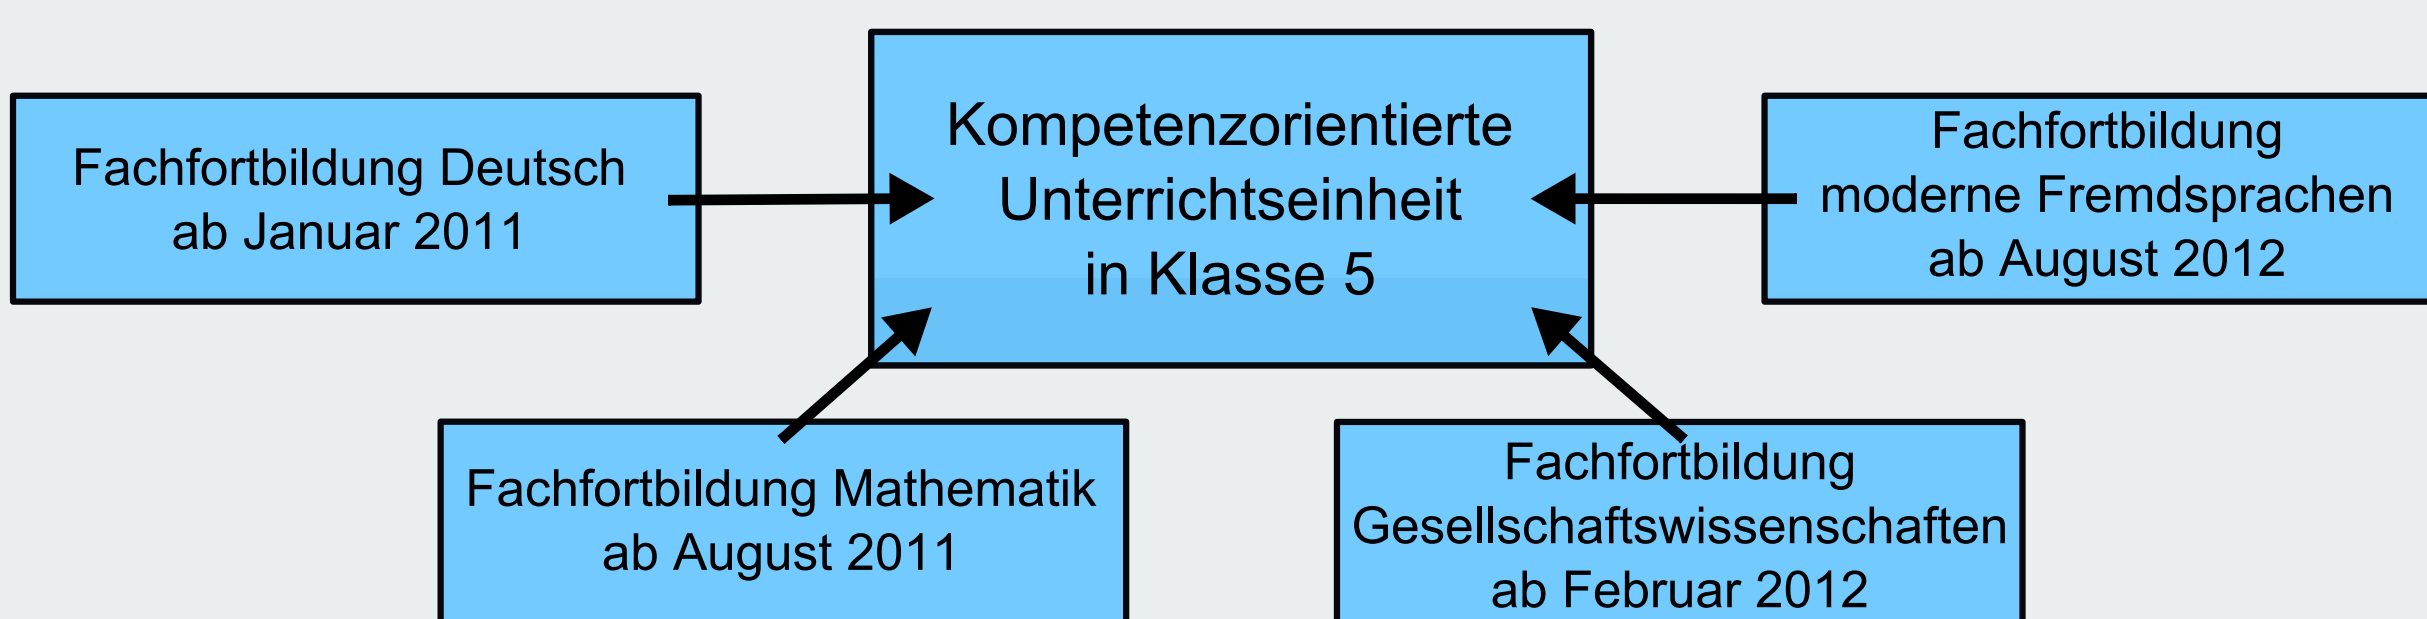 Kompetenzorientierte
Unterrichtseinheit
in Klasse 5
Fachfortbildung Deutsch
ab Januar 2011
Fachfortbildung
moderne Fremdsprachen
ab August 2012
Fachfortbildung Mathematik
ab August 2011
Fachfortbildung
Gesellschaftswissenschaften
ab Februar 2012